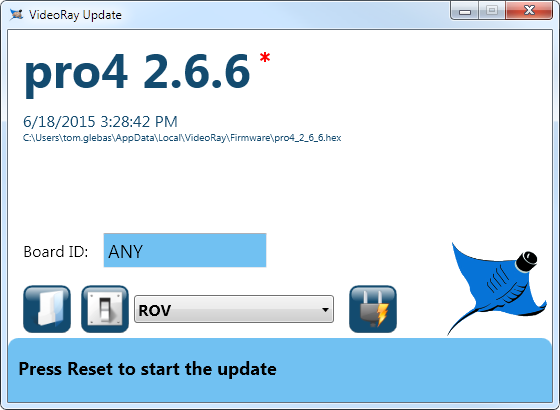 VideoRay Update
pro4 2.6.6 *
6/18/2015 3:28:42 PM
C:\Users\tom.glebas\AppData\Local\VideoRay\Firmware\pro4_2_6_6.hex
Board ID: ANY
ROV
Press Reset to start the update